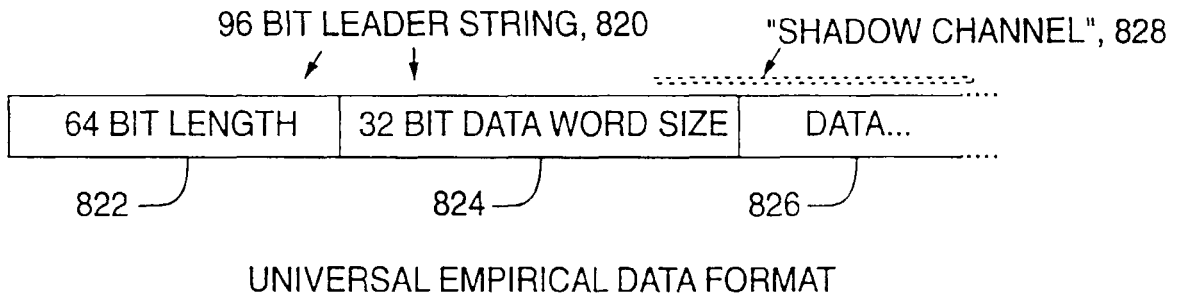 96 BIT LEADER STRING, 820
"SHADOW CHANNEL", 828
64 BIT LENGTH
32 BIT DATA WORD SIZE
DATA...
822
824
826
UNIVERSAL EMPIRICAL DATA FORMAT